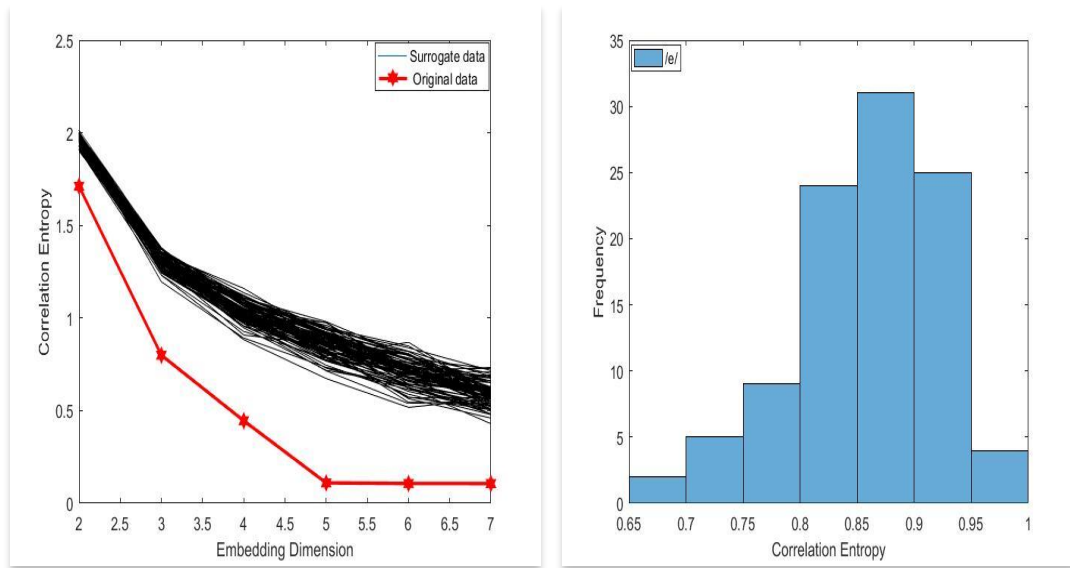 2.5
2
1.5
1
0.5
0
Correlation Entropy
Surrogate data
Original data
2 2.5 3 3.5 4 4.5 5 5.5 6 6.5 7
Embedding Dimension
35
30
25
20
15
10
5
0
Frequency
/e/
0.65 0.7 0.75 0.8 0.85 0.9 0.95 1
Correlation Entropy